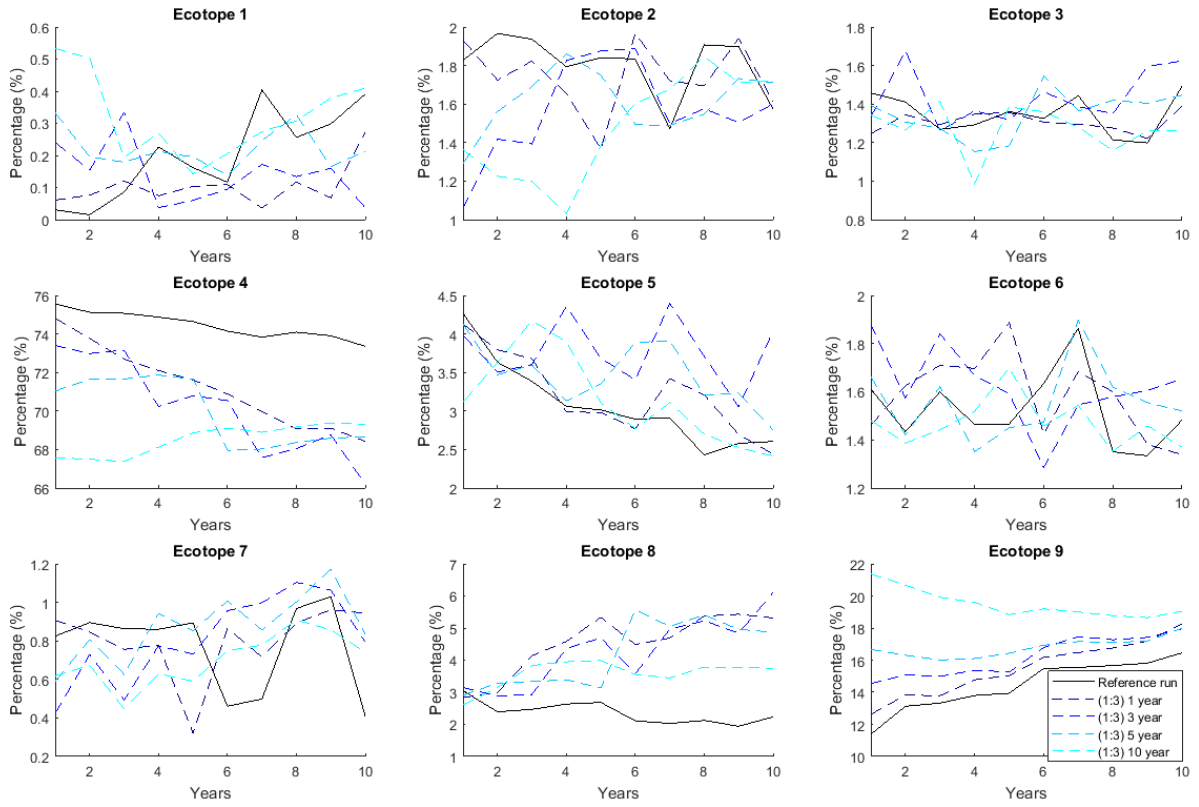 Ecotope 1
Percentage (%)
0.6
0.5
0.4
0.3
0.2
0.1
0
2 4 6 8 10
Years
Ecotope 2
Percentage (%)
2
1.8
1.6
1.4
1.2
1
2 4 6 8 10
Years
Ecotope 3
Percentage (%)
1.8
1.6
1.4
1.2
1
0.8
2 4 6 8 10
Years
Ecotope 4
Percentage (%)
76
74
72
70
68
66
2 4 6 8 10
Years
Ecotope 5
Percentage (%)
4.5
4
3.5
3
2.5
2
2 4 6 8 10
Years
Ecotope 6
Percentage (%)
2
1.8
1.6
1.4
1.2
2 4 6 8 10
Years
Ecotope 7
Percentage (%)
1.2
1
0.8
0.6
0.4
0.2
2 4 6 8 10
Years
Ecotope 8
Percentage (%)
7
6
5
4
3
2
1
2 4 6 8 10
Years
Ecotope 9
Percentage (%)
22
20
18
16
14
12
10
2 4 6 8 10
Years
Reference run
(1:3) 1 year
(1:3) 3 year
(1:3) 5 year
(1:3) 10 year